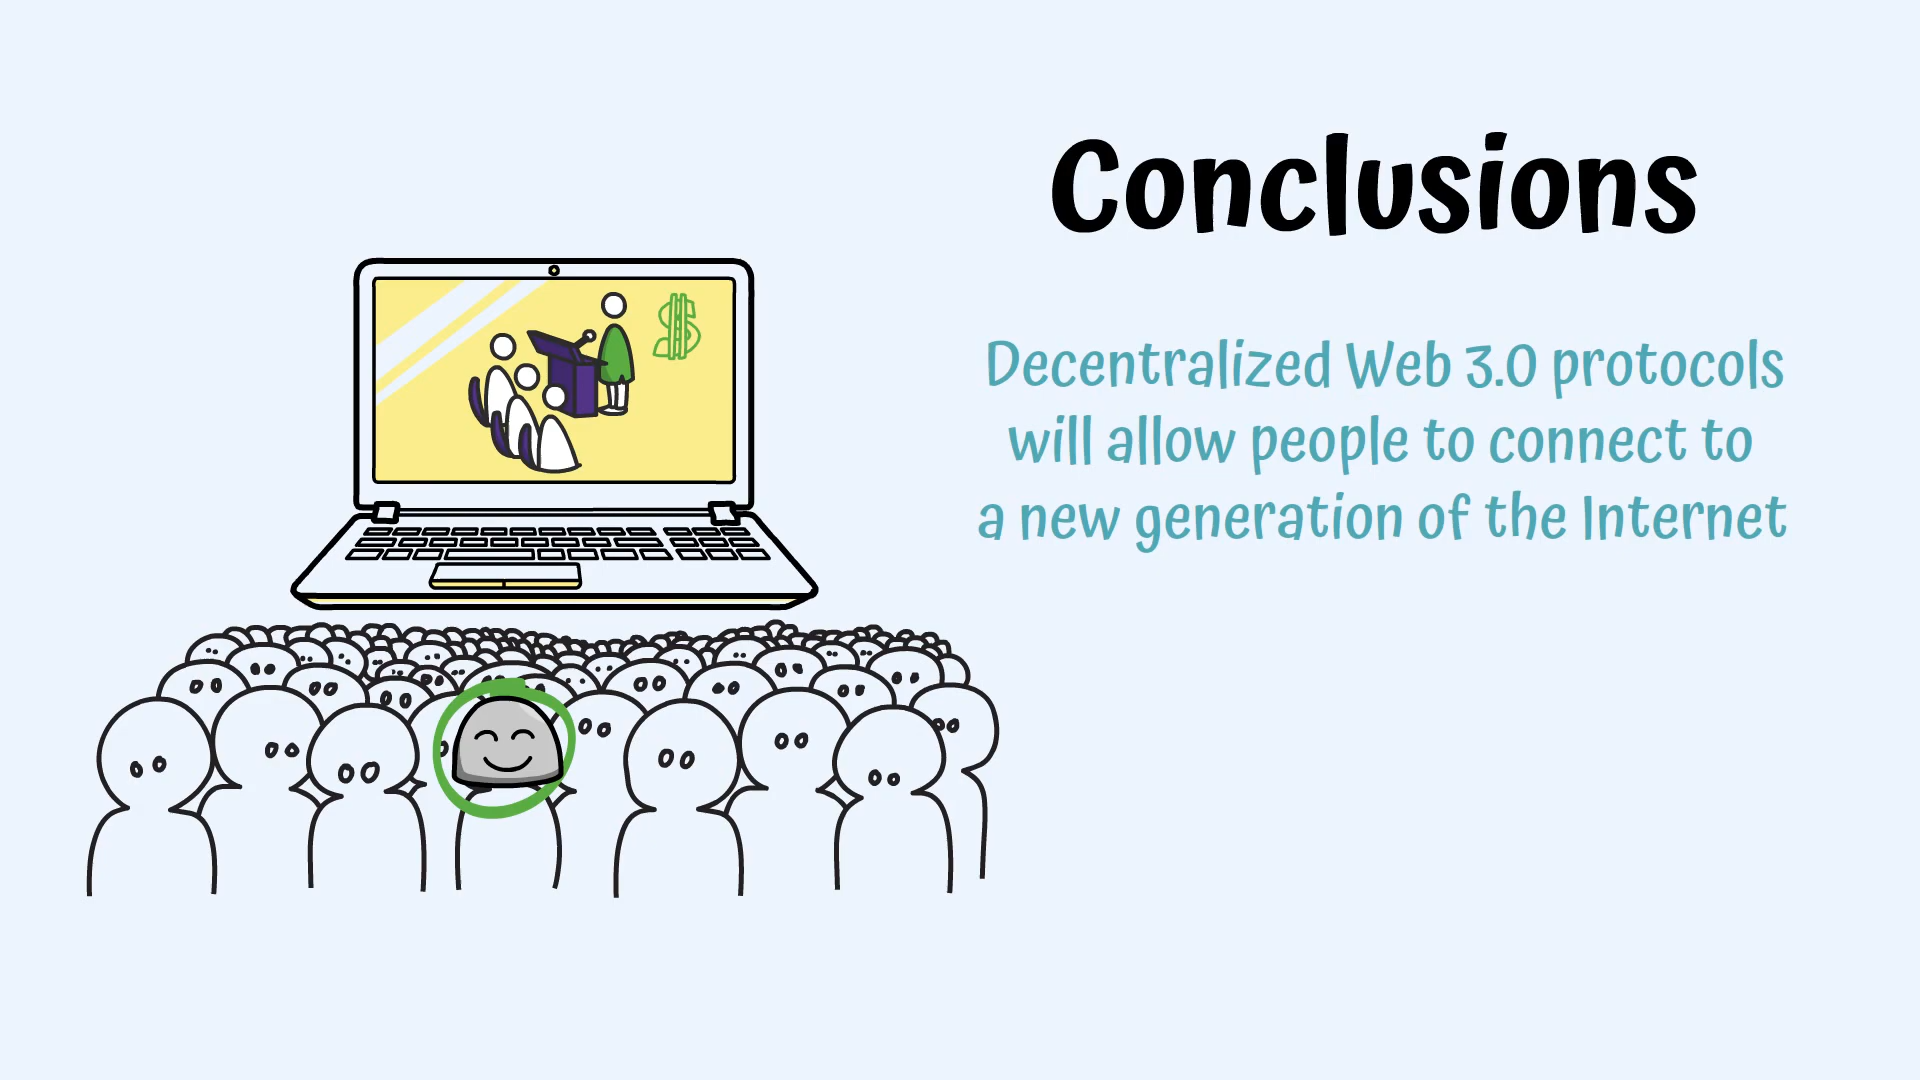 Conclusions
Decentralized Web 3.0 protocols
will allow people to connect to
a new generation of the Internet
$